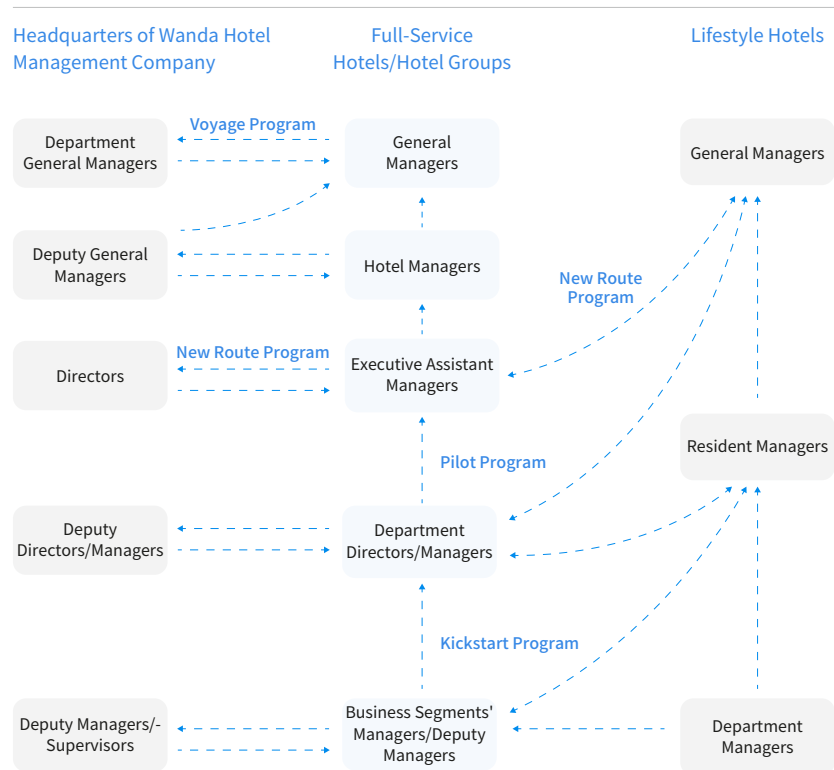 Headquarters of Wanda Hotel
Management Company
Full-Service
Hotels/Hotel Groups
Lifestyle Hotels
Department
General Managers
Voyage Program
General
Managers
General Managers
Deputy General
Managers
Hotel Managers
New Route
Program
Directors
New Route Program
Executive Assistant
Managers
Resident Managers
Pilot Program
Deputy
Directors/Managers
Department
Directors/Managers
Kickstart Program
Deputy Managers/-
Supervisors
Business Segments'
Managers/Deputy
Managers
Department
Managers